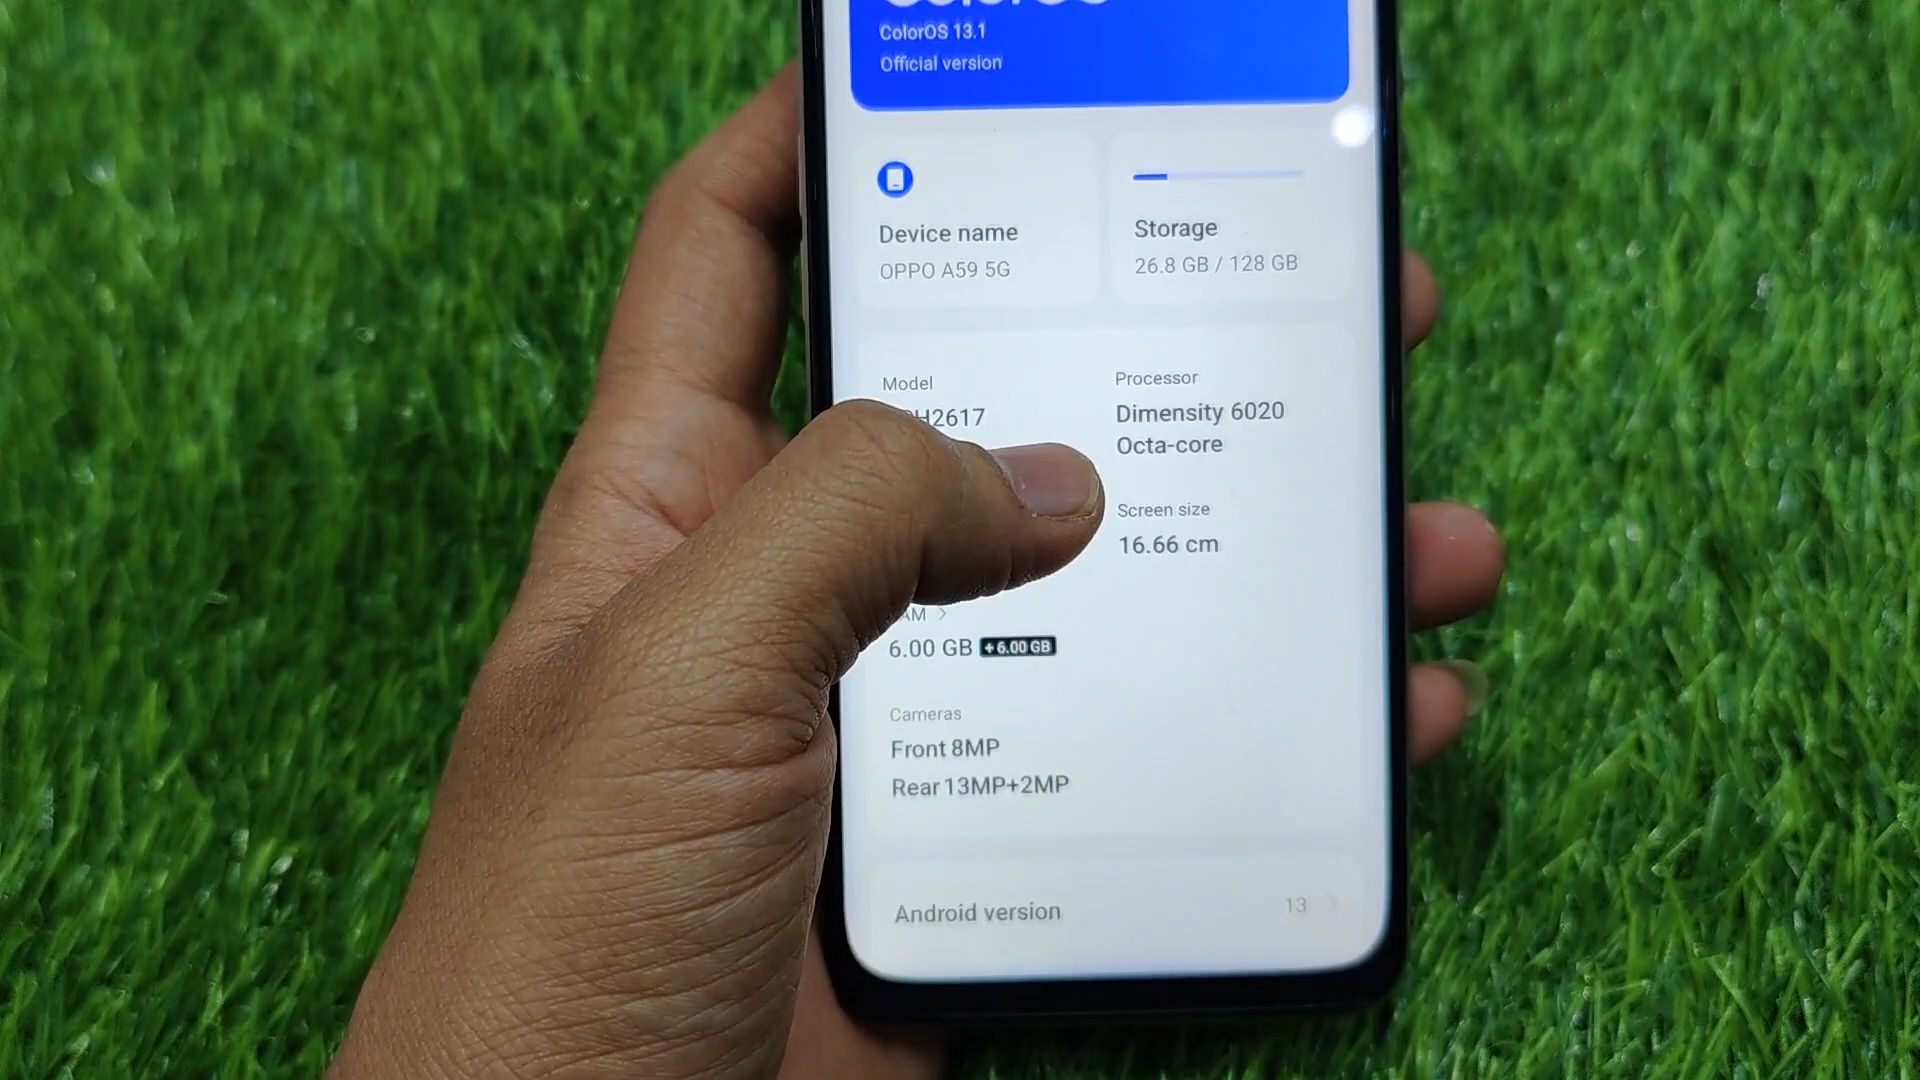 ColorOS 13.1
Official version
Device name
OPPO A59 5G
Storage
26.8 GB / 128 GB
Model
H2617
Processor
Dimensity 6020
Octa-core
Screen size
16.66 cm
AM >
6.00 GB +6.00 GB
Cameras
Front 8MP
Rear 13MP+2MP
Android version
13 >